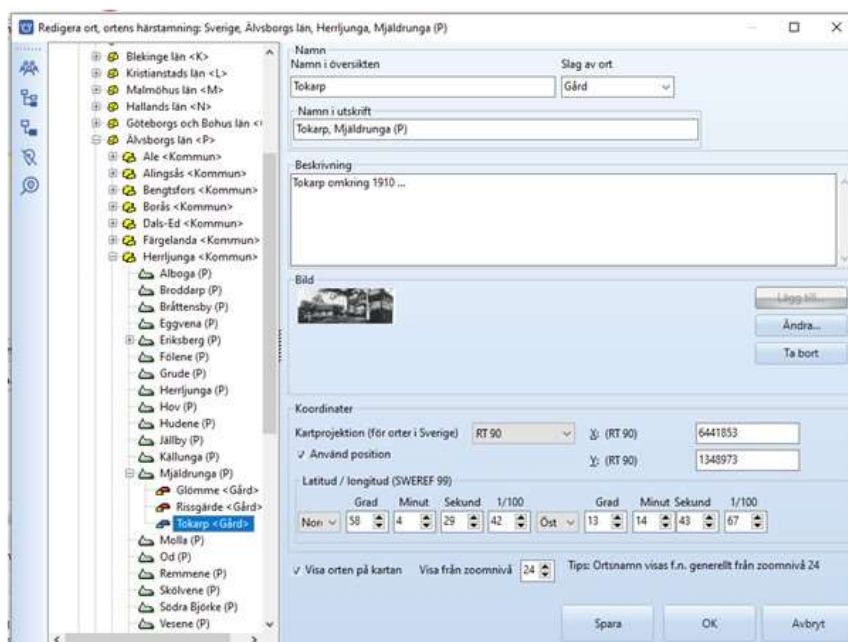 Redigera ort, ortens härstamning: Sverige, Älvsborgs län, Herrljunga, Mjäldrunga (P)
Blekinge län <K>
Kristianstads län <L>
Malmöhus län <M>
Hallands län <N>
Göteborgs och Bohus län <
Älvsborgs län <P>
Ale <Kommun>
Alingsås <Kommun>
Bengtsfors <Kommun>
Borås <Kommun>
Dals-Ed <Kommun>
Färgelanda <Kommun>
Herrljunga <Kommun>
Alboga (P)
Broddarp (P)
Bråttensby (P)
Eggvena (P)
Eriksberg (P)
Fölene (P)
Grude (P)
Herrljunga (P)
Hov (P)
Hudene (P)
Jällby (P)
Källunga (P)
Mjäldrunga (P)
Glömme <Gård>
Rissgärde <Gård>
Tokarp <Gård>
Molla (P)
Od (P)
Remmene (P)
Skölvene (P)
Södra Björke (P)
Vesene (P)
Namn
Namn i översikten Slag av ort
Tokarp Gård
Namn i utskrift
Tokarp, Mjäldrunga (P)
Beskrivning
Tokarp omkring 1910 ...
Bild
Lägg till...
Ändra...
Ta bort
Koordinater
Kartprojektion (för orter i Sverige) RT 90 X: (RT 90) 6441853
Använd position Y: (RT 90) 1348973
Latitud / longitud (SWEREF 99)
Grad Minut Sekund 1/100 Grad Minut Sekund 1/100
Nor 58 4 29 42 Ost 13 14 43 67
Visa orten på kartan Visa från zoomnivå 24 Tips: Ortsnamn visas f.n. generellt från zoomnivå 24
Spara OK Avbryt